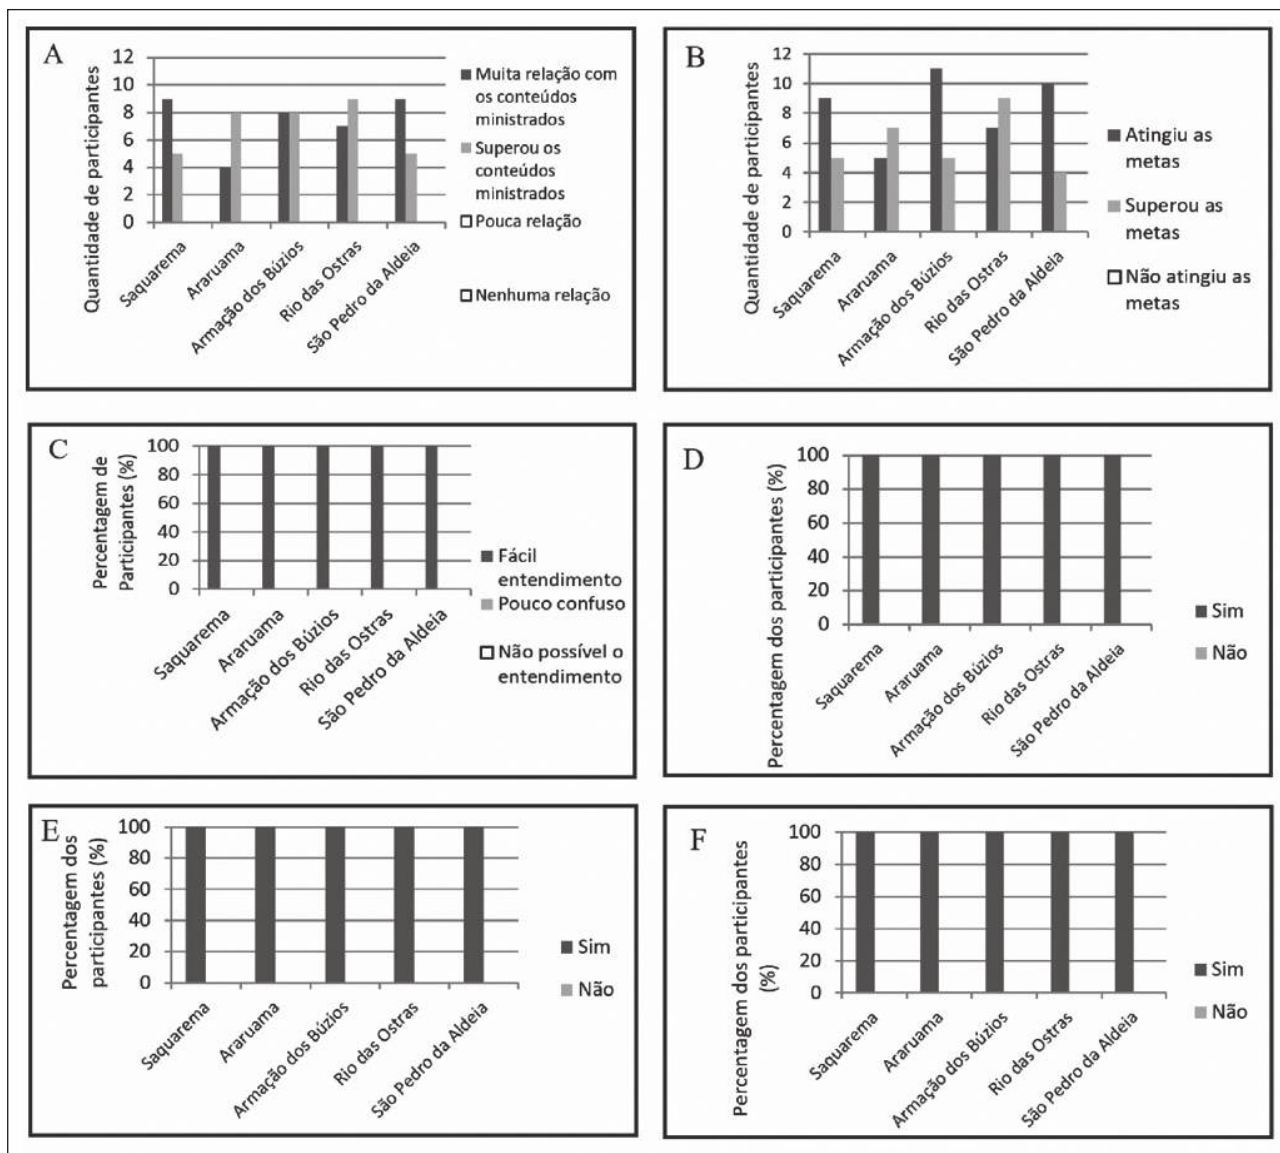 A
Quantidade de participantes
12
10
8
6
4
2
0
Saquarema
Araruama
Armação dos Búzios
Rio das Ostras
São Pedro da Aldeia
Muita relação com
os conteúdos
ministrados
Superou os
conteúdos
ministrados
Pouca relação
Nenhuma relação
B
Quantidade de participantes
12
10
8
6
4
2
0
Saquarema
Araruama
Armação dos Búzios
Rio das Ostras
São Pedro da Aldeia
Atingiu as
metas
Superou as
metas
Não atingiu as
metas
C
Percentagem de
Participantes (%)
100
80
60
40
20
0
Saquarema
Araruama
Armação dos Búzios
Rio das Ostras
São Pedro da Aldeia
Fácil
entendimento
Pouco confuso
Não possível o
entendimento
D
Percentagem dos participantes (%)
100
80
60
40
20
0
Saquarema
Araruama
Armação dos Búzios
Rio das Ostras
São Pedro da Aldeia
Sim
Não
E
Percentagem dos
participantes (%)
100
80
60
40
20
0
Saquarema
Araruama
Armação dos Búzios
Rio das Ostras
São Pedro da Aldeia
Sim
Não
F
Percentagem dos participantes
(%)
100
80
60
40
20
0
Saquarema
Araruama
Armação dos Búzios
Rio das Ostras
São Pedro da Aldeia
Sim
Não